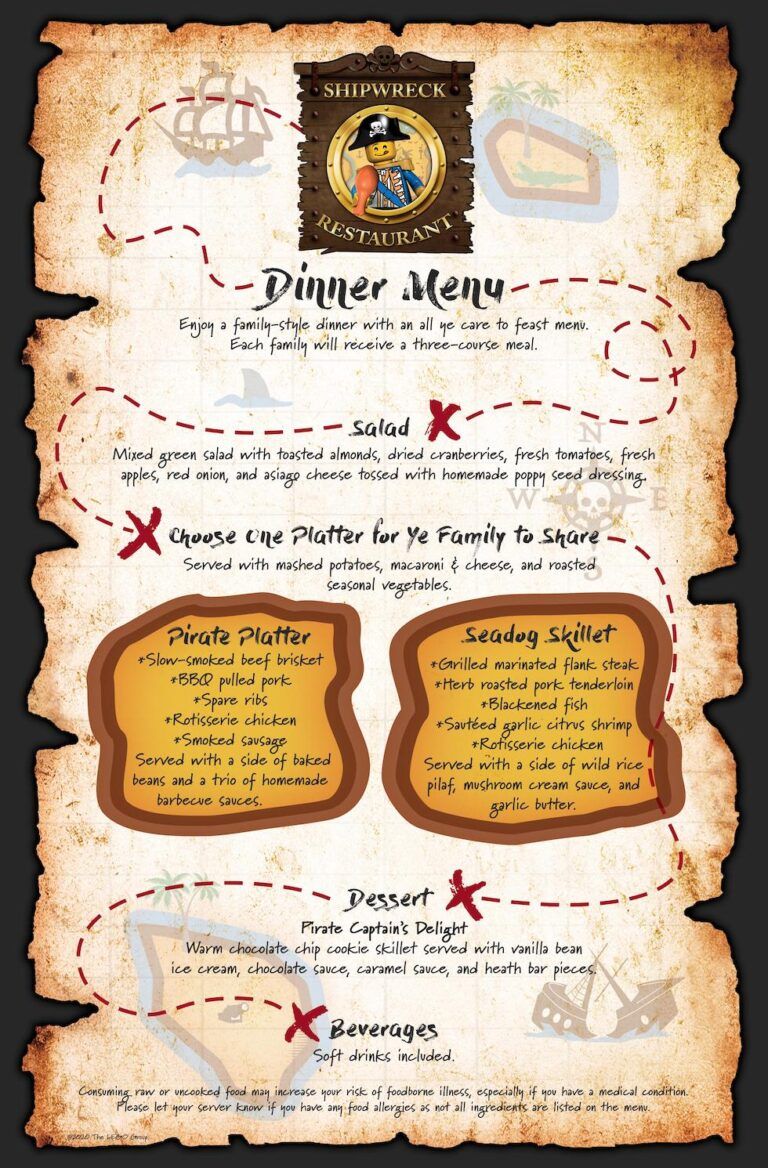 SHIPWRECK
RESTAURANT
Dinner Menu
Enjoy a family-style dinner with an all ye care to feast menu.
Each family will receive a three-course meal.
Salad
Mixed green salad with toasted almonds, dried cranberries, fresh tomatoes, fresh
apples, red onion, and asiago cheese tossed with homemade poppy seed dressing.
N
W E
S
Choose One Platter for Ye Family to Share
Served with mashed potatoes, macaroni & cheese, and roasted
seasonal vegetables.
Pirate Platter
*Slow-smoked beef brisket
*BBQ pulled pork
*Spare ribs
*Rotisserie chicken
*Smoked sausage
Served with a side of baked
beans and a trio of homemade
barbecue sauces.
Seadog Skillet
*Grilled marinated flank steak
*Herb roasted pork tenderloin
*Blackened fish
*Sautéed garlic citrus shrimp
*Rotisserie chicken
Served with a side of wild rice
pilaf, mushroom cream sauce, and
garlic butter.
Dessert
Pirate Captain's Delight
Warm chocolate chip cookie skillet served with vanilla bean
ice cream, chocolate sauce, caramel sauce, and heath bar pieces.
Beverages
Soft drinks included.
Consuming raw or uncooked food may increase your risk of foodborne illness, especially if you have a medical condition.
Please let your server know if you have any food allergies as not all ingredients are listed on the menu.
©2020 The LEGO Group.